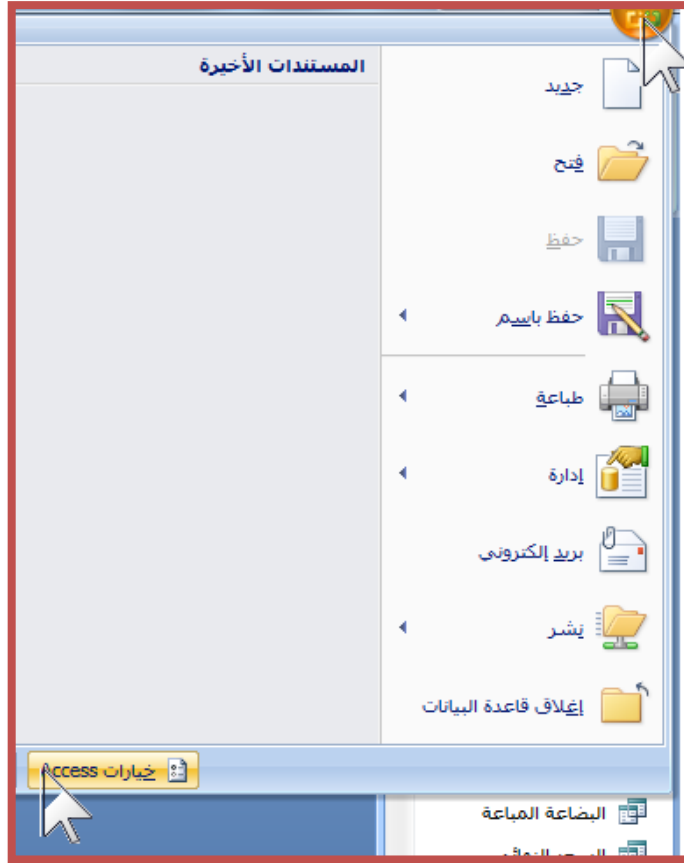 المستندات الأخيرة
جديد
فتح
حفظ
حفظ باسم
طباعة
إدارة
بريد إلكتروني
نشر
إغلاق قاعدة البيانات
خيارات Access
البضاعة المباعة